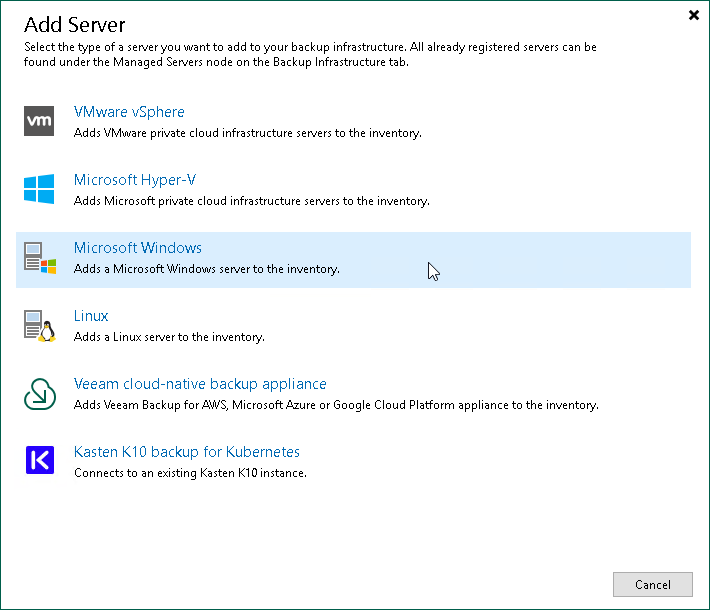 Add Server
Select the type of a server you want to add to your backup infrastructure. All already registered servers can be
found under the Managed Servers node on the Backup Infrastructure tab.
vm
VMware vSphere
Adds VMware private cloud infrastructure servers to the inventory.
Microsoft Hyper-V
Adds Microsoft private cloud infrastructure servers to the inventory.
Microsoft Windows
Adds a Microsoft Windows server to the inventory.
Linux
Adds a Linux server to the inventory.
Veeam cloud-native backup appliance
Adds Veeam Backup for AWS, Microsoft Azure or Google Cloud Platform appliance to the inventory.
K
Kasten K10 backup for Kubernetes
Connects to an existing Kasten K10 instance.
Cancel